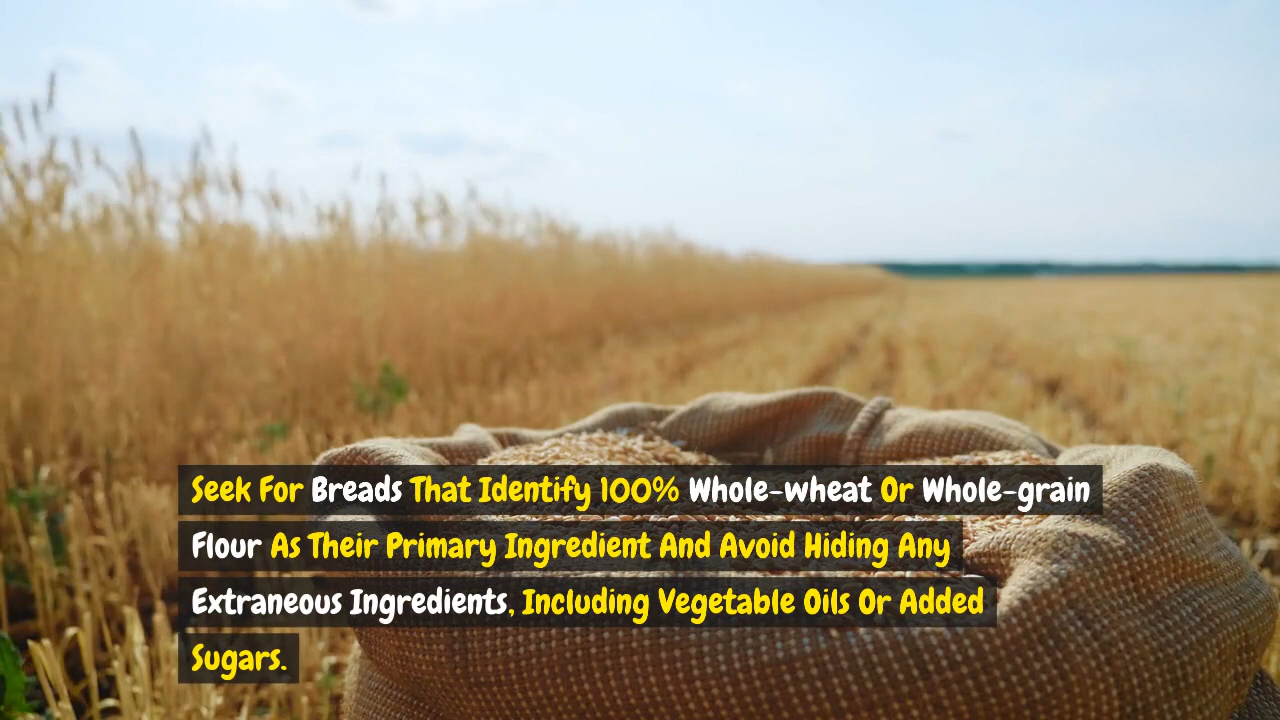 Seek For Breads That Identify 100% Whole-wheat Or Whole-grain
Flour As Their Primary Ingredient And Avoid Hiding Any
Extraneous Ingredients, Including Vegetable Oils Or Added
Sugars.